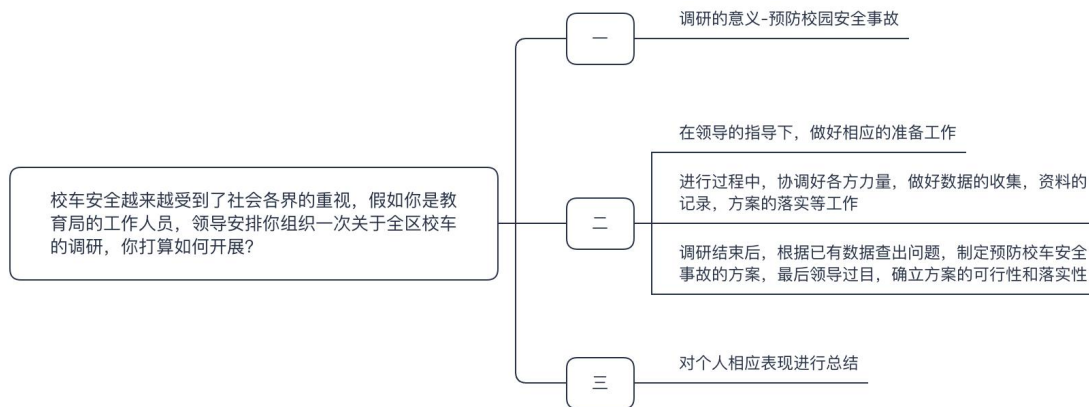 校车安全越来越受到了社会各界的重视，假如你是教
育局的工作人员，领导安排你组织一次关于全区校车
的调研，你打算如何开展？
一
调研的意义-预防校园安全事故
二
在领导的指导下，做好相应的准备工作
进行过程中，协调好各方力量，做好数据的收集，资料的
记录，方案的落实等工作
调研结束后，根据已有数据查出问题，制定预防校车安全
事故的方案，最后领导过目，确立方案的可行性和落实性
三
对个人相应表现进行总结